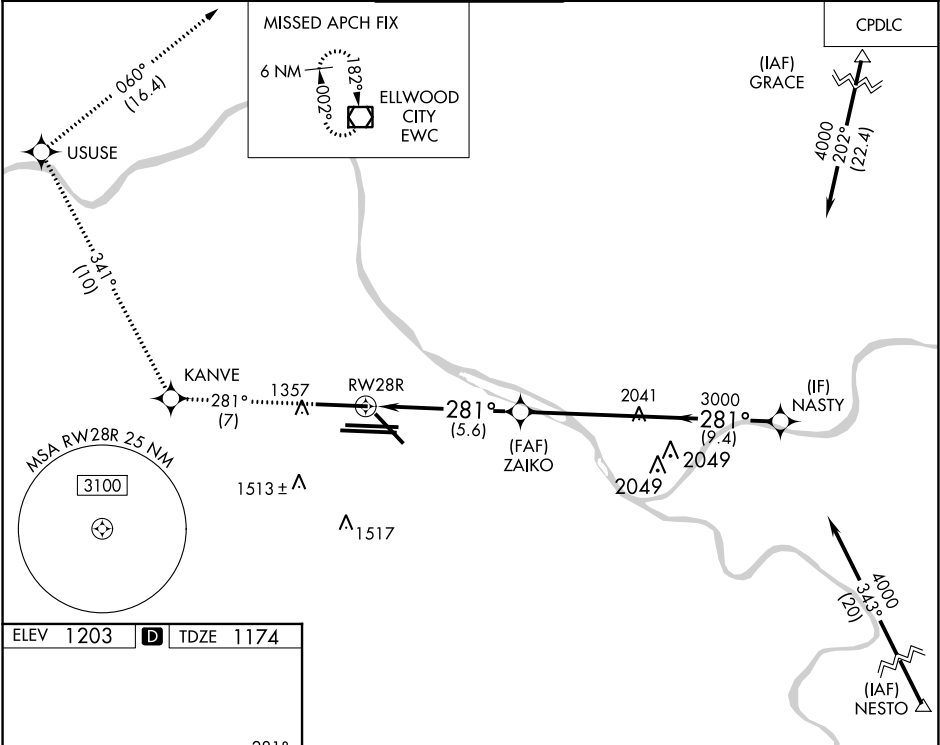 CPDLC
MISSED APCH FIX
6 NM
182°
002°
ELLWOOD
CITY
EWC
(IAF)
GRACE
4000
202°
(22.4)
060°
(16.4)
USUSE
341°
(10)
KANVE
281°
(7)
1357
RW28R
281°
(5.6)
(FAF)
ZAIKO
2041
3000
281°
(9.4)
(IF)
NASTY
2049
2049
1513 ±
1517
MSA RW28R 25 NM
3100
4000
343°
(20)
(IAF)
NESTO
ELEV 1203 D TDZE 1174